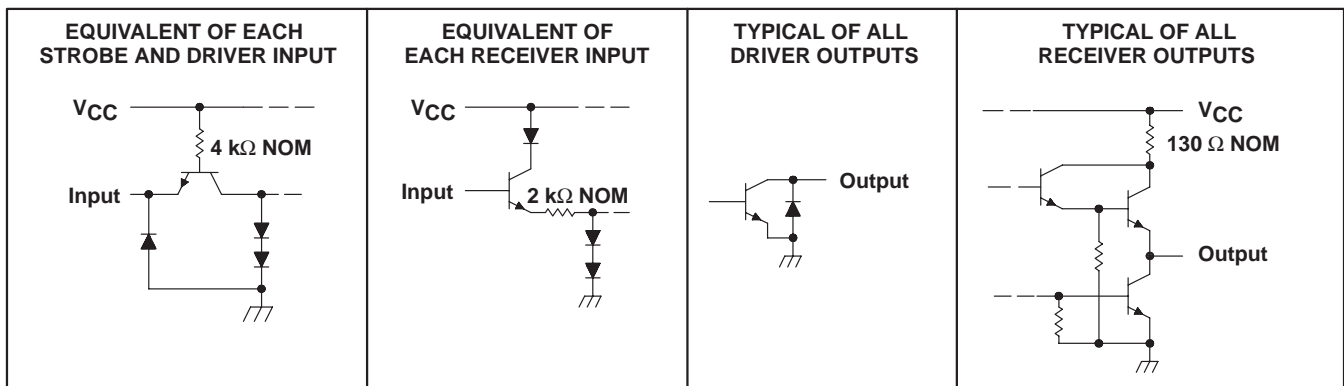 EQUIVALENT OF EACH
STROBE AND DRIVER INPUT
VCC
4 kΩ NOM
Input
EQUIVALENT OF
EACH RECEIVER INPUT
VCC
Input
2 kΩ NOM
TYPICAL OF ALL
DRIVER OUTPUTS
Output
TYPICAL OF ALL
RECEIVER OUTPUTS
VCC
130 Ω NOM
Output